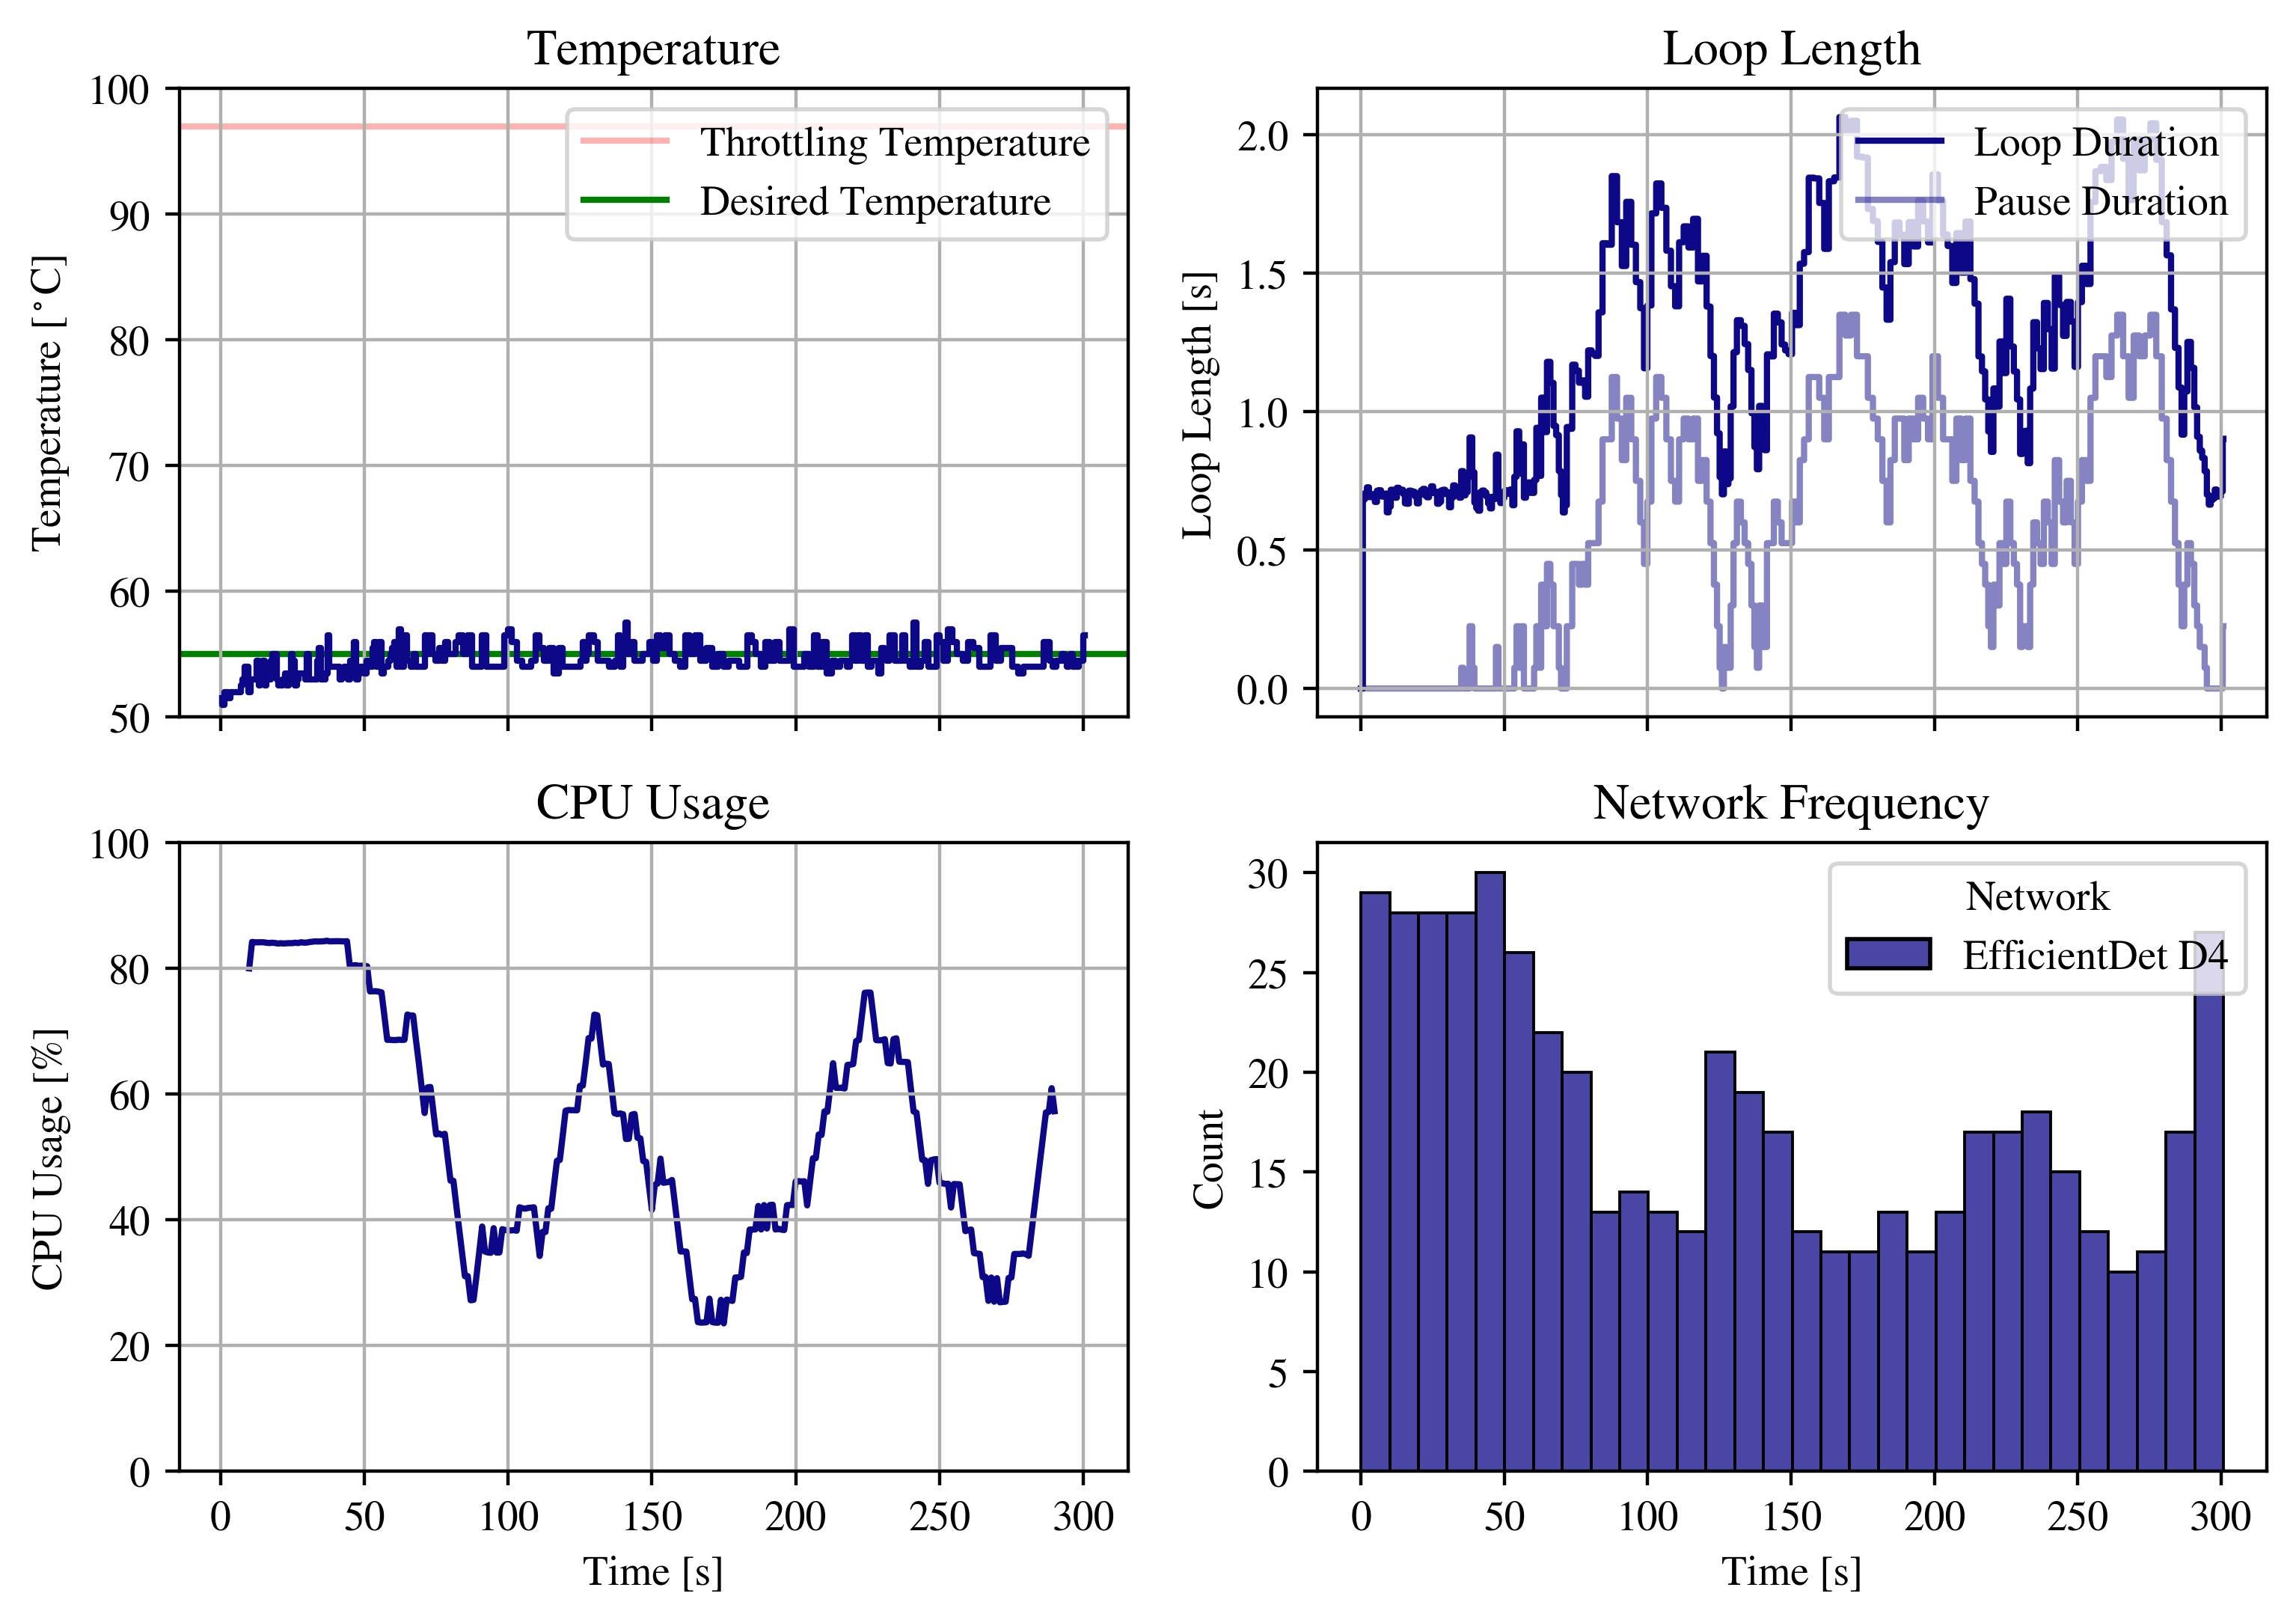 Temperature
100
90
80
70
60
50
Temperature [°C]
Throttling Temperature
Desired Temperature
Loop Length
2.0
1.5
1.0
0.5
0.0
Loop Length [s]
Loop Duration
Pause Duration
CPU Usage
100
80
60
40
20
0
CPU Usage [%]
0 50 100 150 200 250 300
Time [s]
Network Frequency
30
25
20
15
10
5
0
Count
Network
EfficientDet D4
0 50 100 150 200 250 300
Time [s]